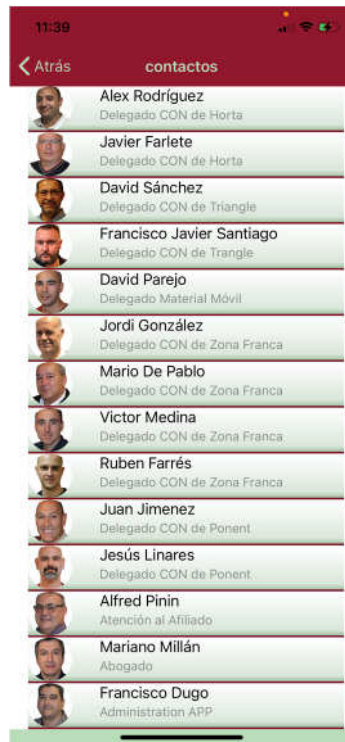 11:39
Atrás
contactos
Alex Rodríguez
Delegado CON de Horta
Javier Farlete
Delegado CON de Horta
David Sánchez
Delegado CON de Triangle
Francisco Javier Santiago
Delegado CON de Trangle
David Parejo
Delegado Material Móvil
Jordi González
Delegado CON de Zona Franca
Mario De Pablo
Delegado CON de Zona Franca
Victor Medina
Delegado CON de Zona Franca
Ruben Farrés
Delegado CON de Zona Franca
Juan Jimenez
Delegado CON de Ponent
Jesús Linares
Delegado CON de Ponent
Alfred Pinin
Atención al Afiliado
Mariano Millán
Abogado
Francisco Dugo
Administration APP